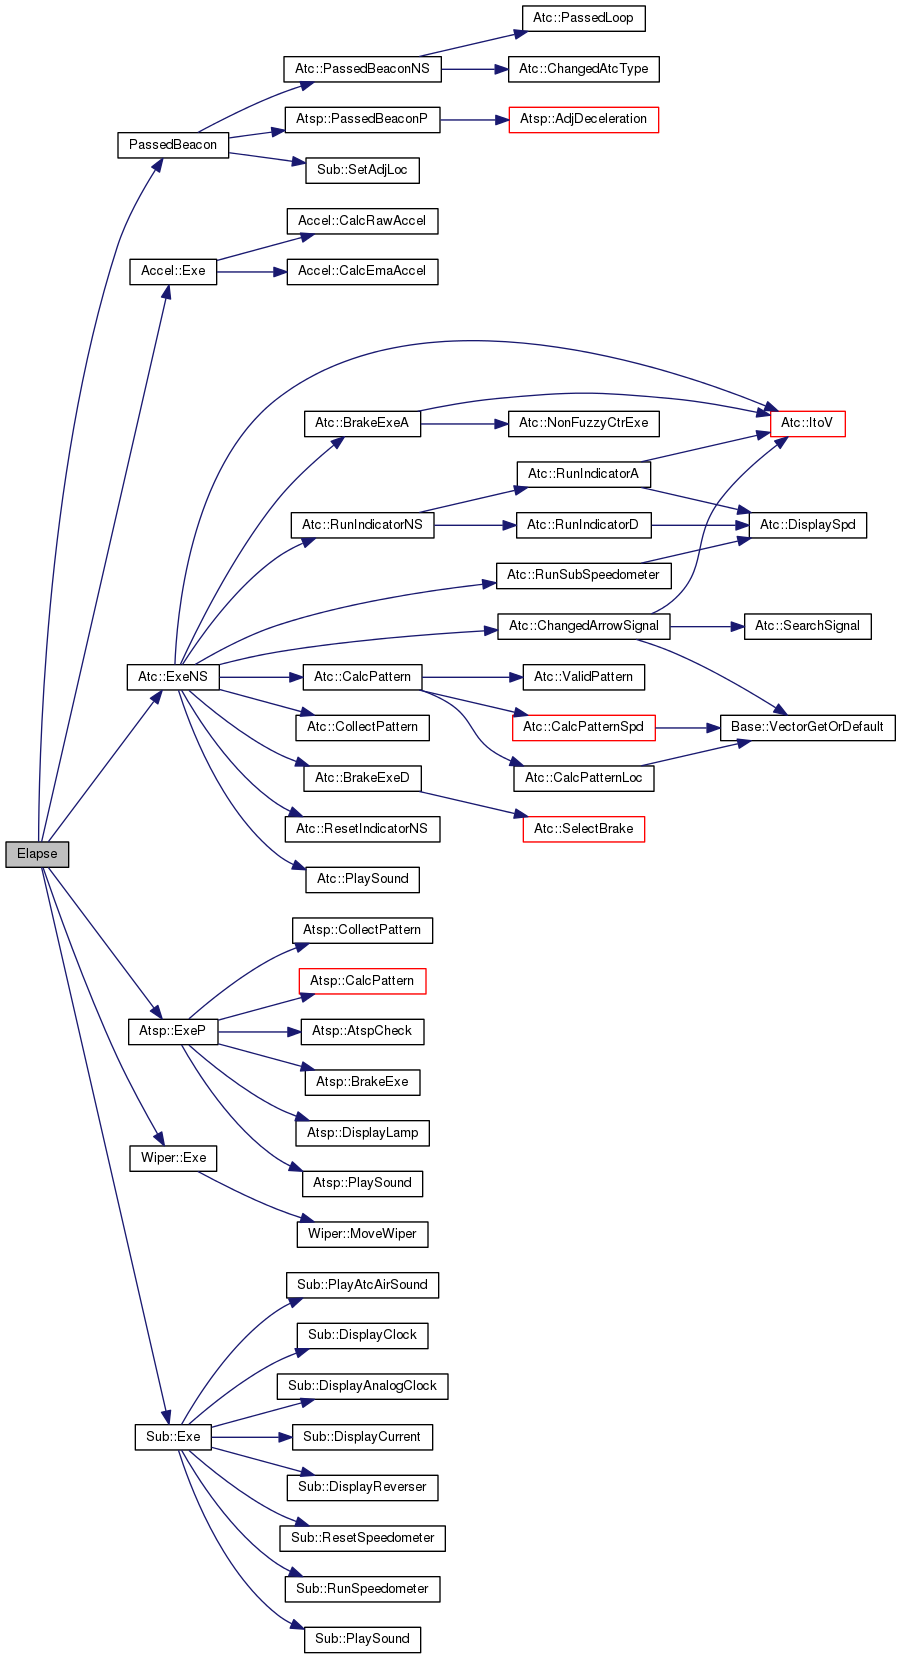 Atc::PassedLoop
Atc::PassedBeaconNS
Atc::ChangedAtcType
Atsp::PassedBeaconP
Atsp::AdjDeceleration
PassedBeacon
Sub::SetAdjLoc
Accel::CalcRawAccel
Accel::Exe
Accel::CalcEmaAccel
Atc::BrakeExeA
Atc::NonFuzzyCtrExe
Atc::ItoV
Atc::RunIndicatorA
Atc::RunIndicatorNS
Atc::RunIndicatorD
Atc::DisplaySpd
Atc::RunSubSpeedometer
Atc::ChangedArrowSignal
Atc::SearchSignal
Atc::ExeNS
Atc::CalcPattern
Atc::ValidPattern
Atc::CollectPattern
Atc::CalcPatternSpd
Base::VectorGetOrDefault
Atc::BrakeExeD
Atc::CalcPatternLoc
Atc::ResetIndicatorNS
Atc::SelectBrake
Elapse
Atc::PlaySound
Atsp::CollectPattern
Atsp::CalcPattern
Atsp::ExeP
Atsp::AtspCheck
Atsp::BrakeExe
Atsp::DisplayLamp
Wiper::Exe
Atsp::PlaySound
Wiper::MoveWiper
Sub::PlayAtcAirSound
Sub::DisplayClock
Sub::DisplayAnalogClock
Sub::Exe
Sub::DisplayCurrent
Sub::DisplayReverser
Sub::ResetSpeedometer
Sub::RunSpeedometer
Sub::PlaySound